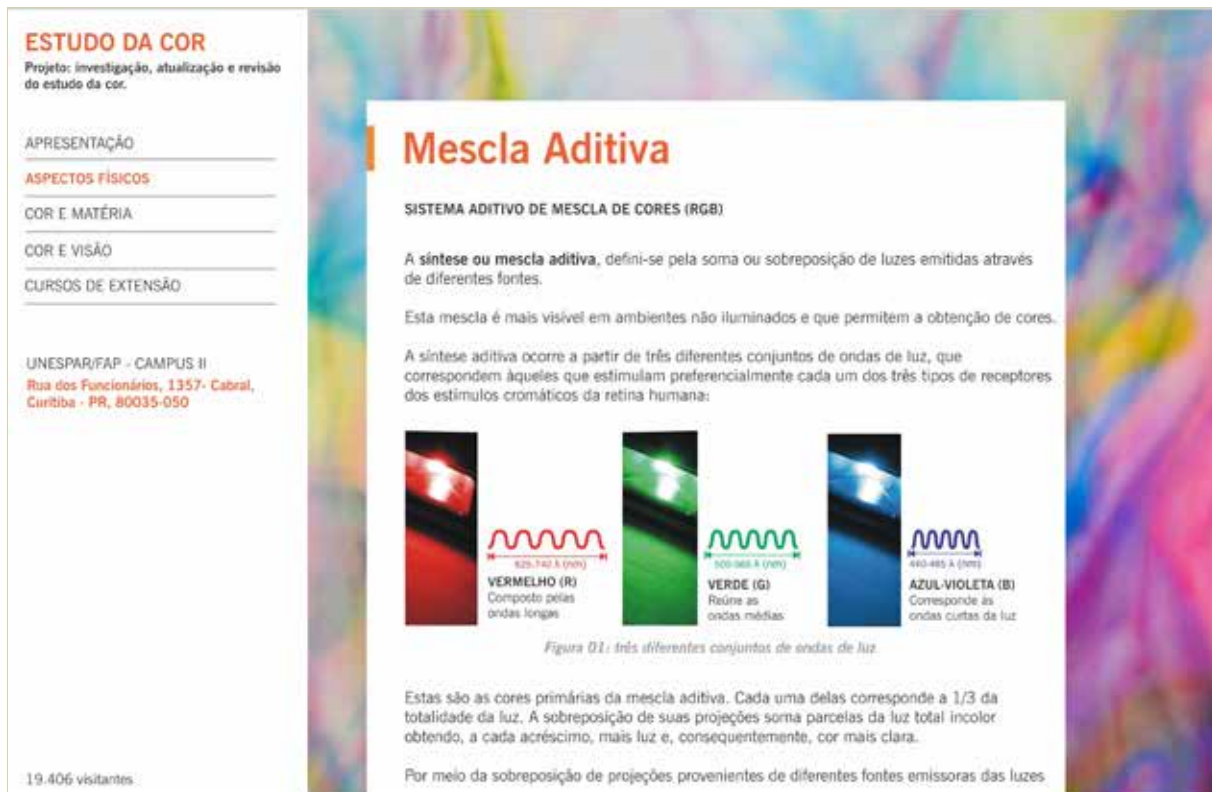 ESTUDO DA COR
Projeto: investigação, atualização e revisão
do estudo da cor.
APRESENTAÇÃO
ASPECTOS FÍSICOS
COR E MATÉRIA
COR E VISÃO
CURSOS DE EXTENSÃO
UNESPAR/FAP - CAMPUS II
Rua dos Funcionários, 1357- Cabral,
Curitiba - PR, 80035-050
19.406 visitantes
Mescla Aditiva
SISTEMA ADITIVO DE MESCLA DE CORES (RGB)
A síntese ou mescla aditiva, defini-se pela soma ou sobreposição de luzes emitidas através
de diferentes fontes.
Esta mescla é mais visível em ambientes não iluminados e que permitem a obtenção de cores.
A síntese aditiva ocorre a partir de três diferentes conjuntos de ondas de luz, que
correspondem àqueles que estimulam preferencialmente cada um dos três tipos de receptores
dos estímulos cromáticos da retina humana:
625-740 Å (nm)
VERMELHO (R)
Composto pelas
ondas longas
Å (nm)
VERDE (G)
Reúne as
ondas médias
440-485 Å (nm)
AZUL-VIOLETA (B)
Corresponde às
ondas curtas da luz
Figura 01: três diferentes conjuntos de ondas de luz
Estas são as cores primárias da mescla aditiva. Cada uma delas corresponde a 1/3 da
totalidade da luz. A sobreposição de suas projeções soma parcelas da luz total incolor
obtendo, a cada acréscimo, mais luz e, consequentemente, cor mais clara.
Por meio da sobreposição de projeções provenientes de diferentes fontes emissoras das luzes